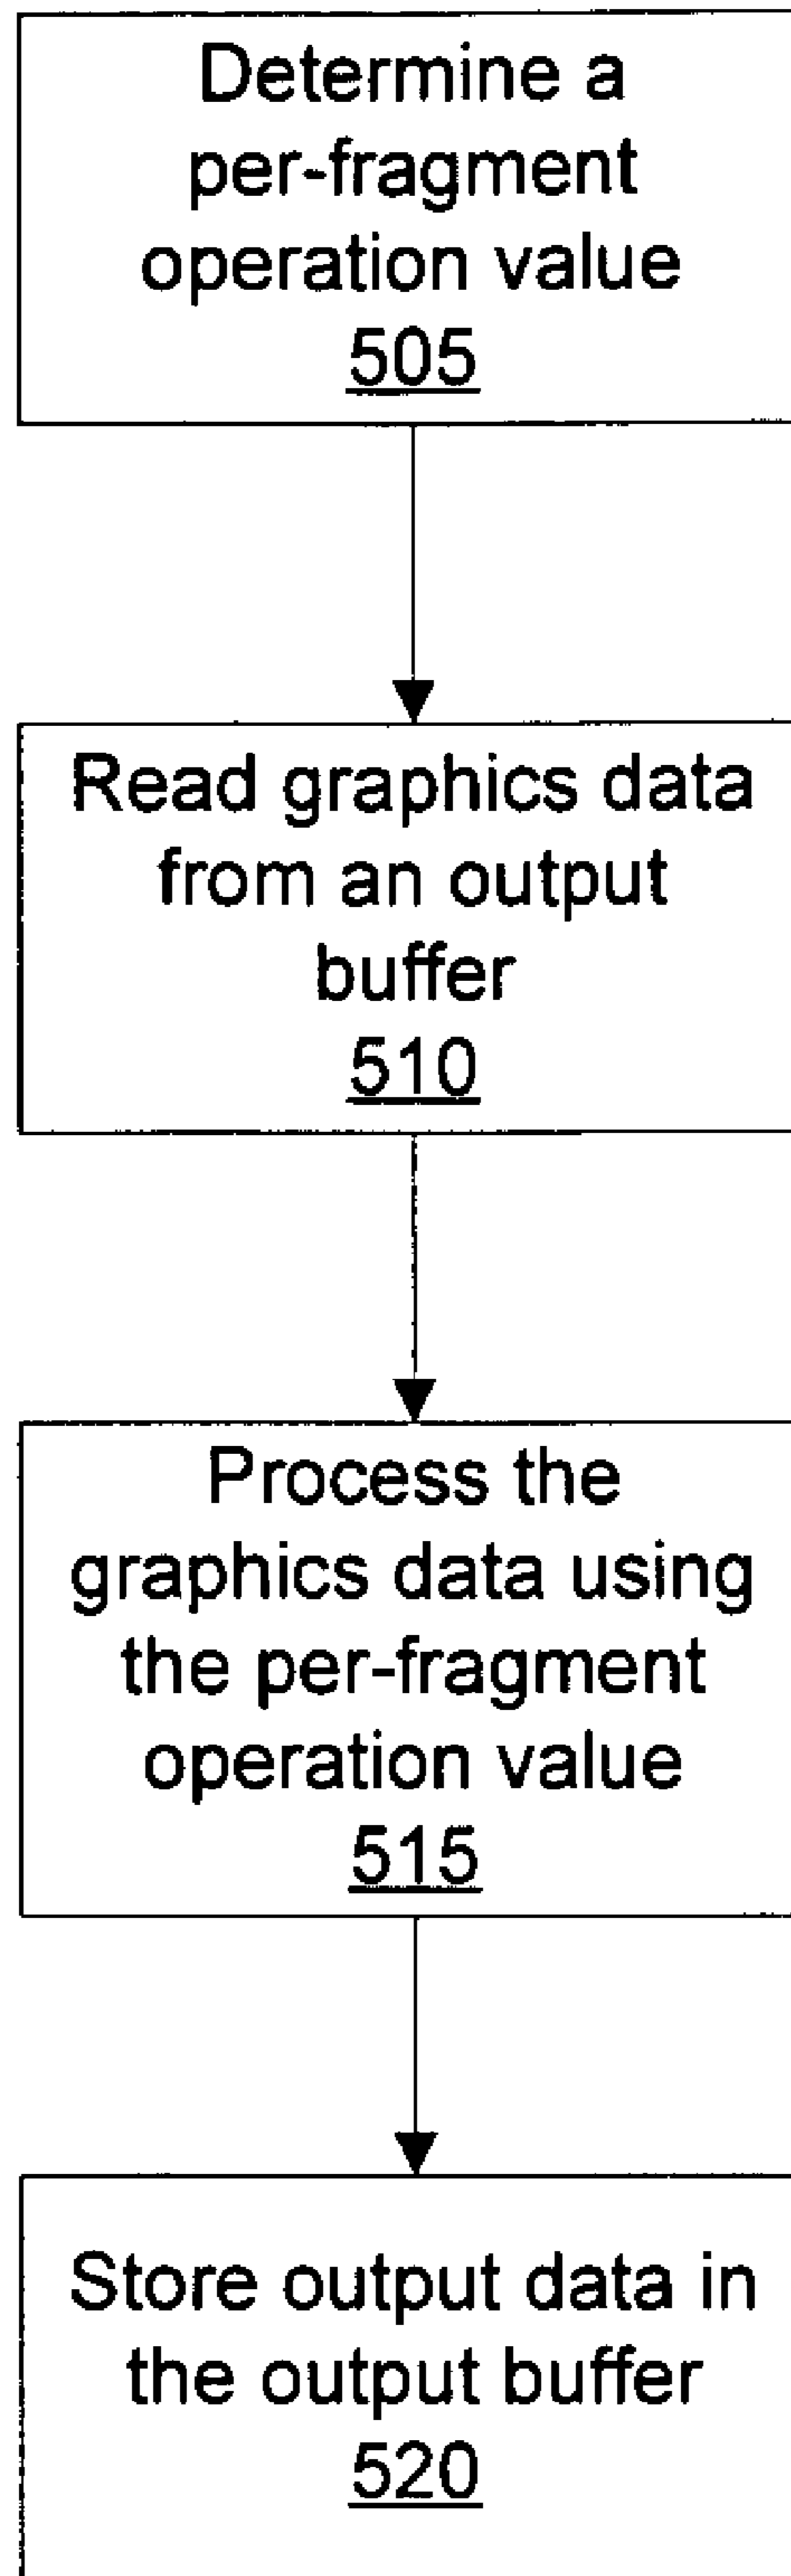 Determine a
per-fragment
operation value
505
Read graphics data
from an output
buffer
510
Process the
graphics data using
the per-fragment
operation value
515
Store output data in
the output buffer
520